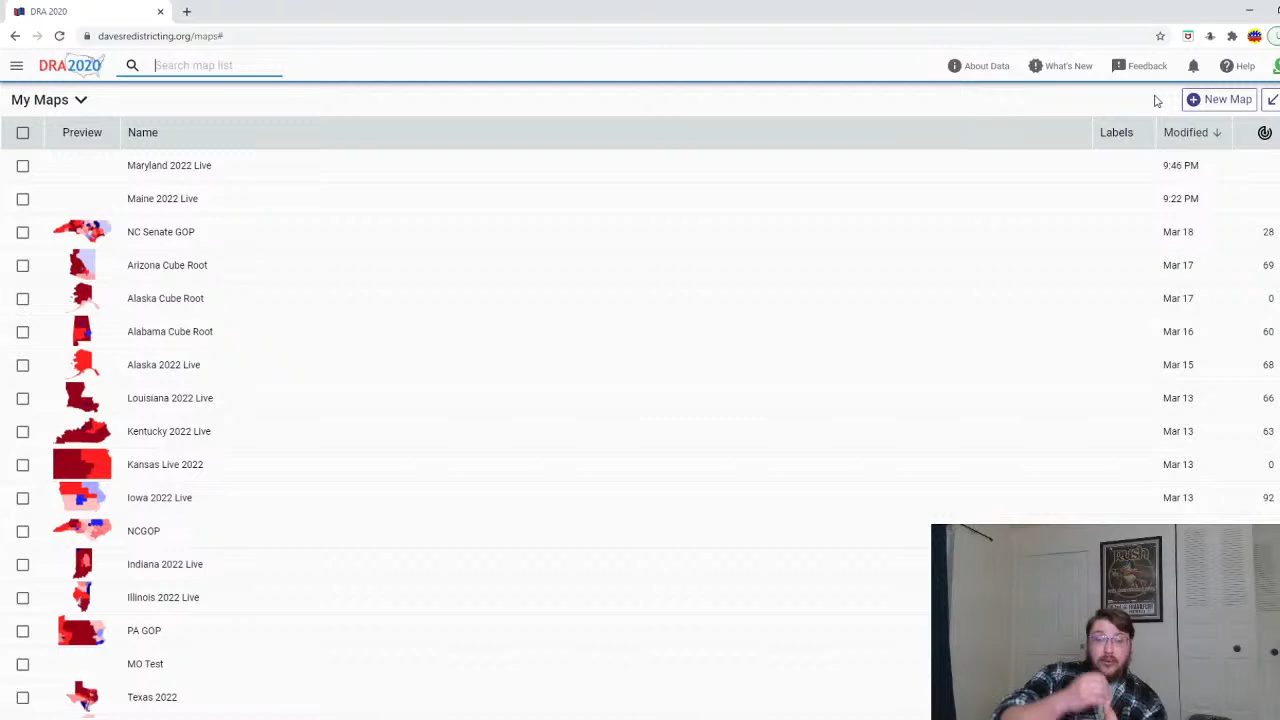 DRA 2020
davesredistricting.org/maps#
DRA2020
Search map list
About Data
What's New
Feedback
Help
My Maps
New Map
Preview
Name
Labels
Modified
Maryland 2022 Live
9:46 PM
Maine 2022 Live
9:22 PM
NC Senate GOP
Mar 18
28
Arizona Cube Root
Mar 17
69
Alaska Cube Root
Mar 17
0
Alabama Cube Root
Mar 16
60
Alaska 2022 Live
Mar 15
68
Louisiana 2022 Live
Mar 13
66
Kentucky 2022 Live
Mar 13
63
Kansas Live 2022
Mar 13
0
Iowa 2022 Live
Mar 13
92
NCGOP
Indiana 2022 Live
Illinois 2022 Live
PA GOP
MO Test
Texas 2022
RUSH